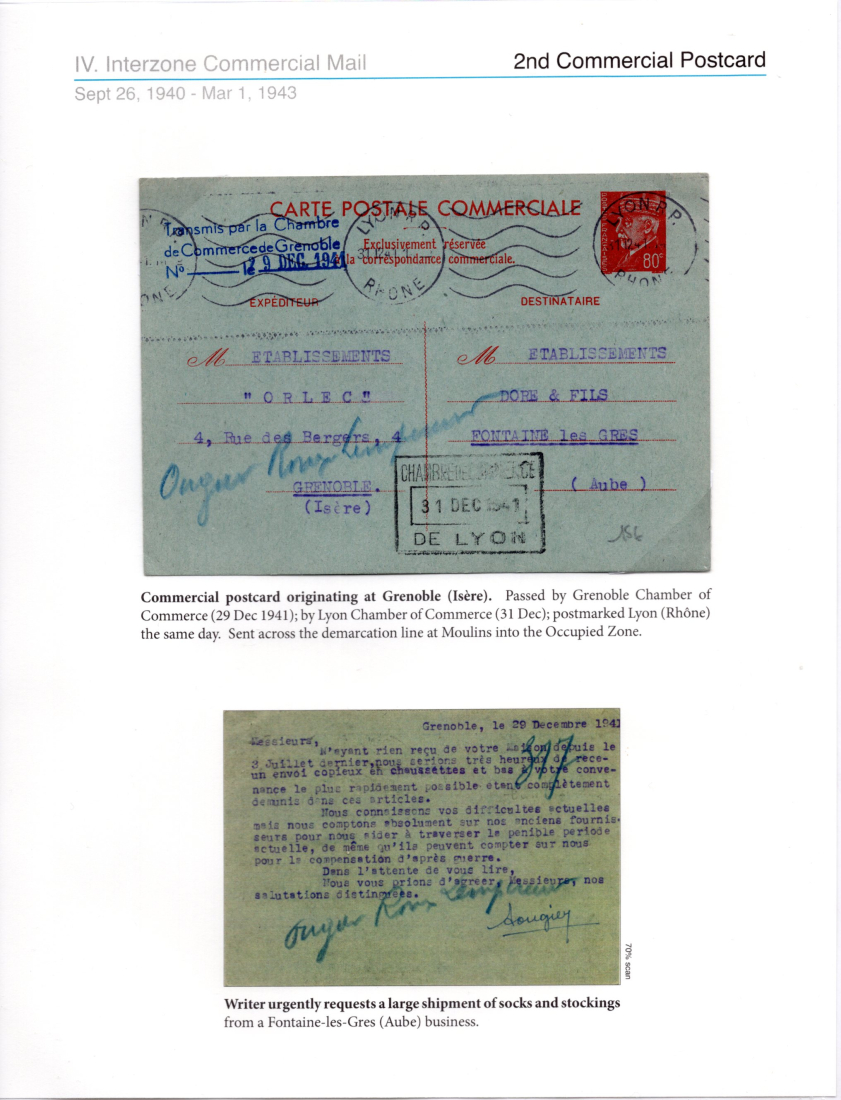 IV. Interzone Commercial Mail
2nd Commercial Postcard
Sept 26, 1940 - Mar 1, 1943
CARTE POSTALE COMMERCIALE
Exclusivement réservée
à la correspondance commerciale.
Transmis par la Chambre
de Commerce de Grenoble
N° le 29 DEC. 1941
LYON R.P.
RHONE
LYON R.P.
RHONE
80c
EXPÉDITEUR
DESTINATAIRE
M ETABLISSEMENTS
"ORLEC"
4, Rue des Bergers, 4
GRENOBLE.
(Isère)
M ETABLISSEMENTS
DORE & FILS
FONTAINE les GRES
( Aube )
CHAMBRE DE COMMERCE
31 DEC 1941
DE LYON
156
Commercial postcard originating at Grenoble (Isère). Passed by Grenoble Chamber of
Commerce (29 Dec 1941); by Lyon Chamber of Commerce (31 Dec); postmarked Lyon (Rhône)
the same day. Sent across the demarcation line at Moulins into the Occupied Zone.
Grenoble, le 29 Decembre 1941
Messieurs,
N'ayant rien reçu de votre Maison depuis le
3 Juillet dernier,nous serions très heureux de rece-
un envoi copieux en chaussettes et bas à votre conve-
nance le plus rapidement possible étant complètement
demunis dans ces articles.
Nous connaissons vos difficultes actuelles
mais nous comptons absolument sur nos anciens fournis-
seurs pour nous aider à traverser la penible periode
actuelle, de même qu'ils peuvent compter sur nous
pour la compensation d'après guerre.
Dans l'attente de vous lire,
Nous vous prions d'agreer, Messieurs, nos
salutations distinguées.
70% scan
Writer urgently requests a large shipment of socks and stockings
from a Fontaine-les-Gres (Aube) business.